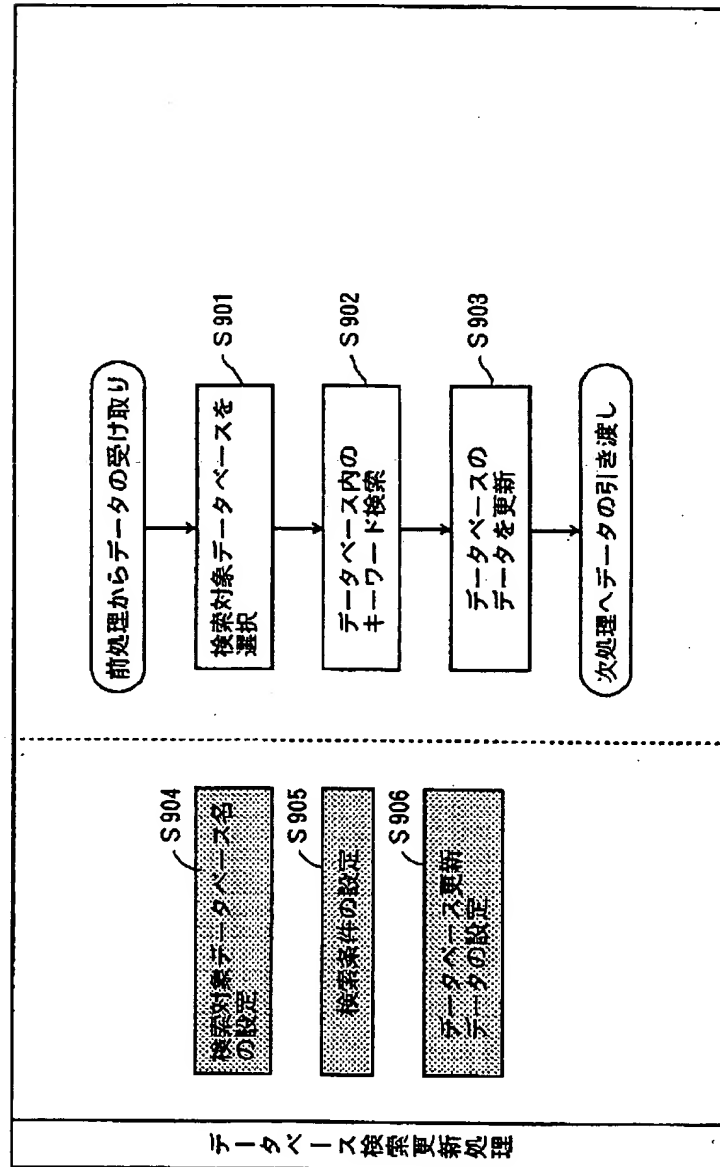 データベース検索更新処理
検索対象データベース名
の設定
S904
検索条件の設定
S905
データベース更新
データの設定
S906
前処理からデータの受け取り
検索対象データベースを
選択
S901
データベース内の
キーワード検索
S902
データベースの
データを更新
S903
次処理へデータの引き渡し